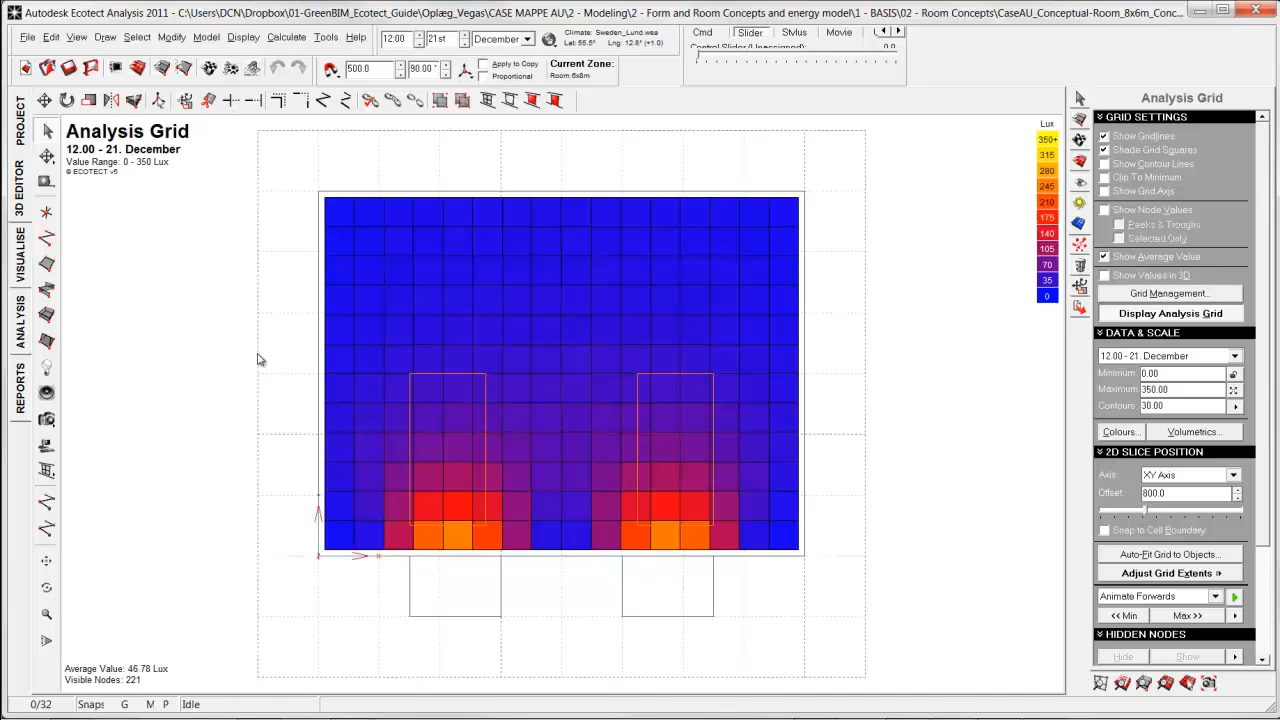 Autodesk Ecotect Analysis 2011 - C:\Users\DCN\Dropbox\01-GreenBIM_Ecotect_Guide\Oplæg_Vegas\CASE MAPPE AU\2 - Modeling\2 - Form and Room Concepts and energy model\1 - BASIS\02 - Room Concepts\CaseAU_Conceptual-Room_8x6m_Conc...
File Edit View Draw Select Modify Model Display Calculate Tools Help
12:00 21st December
Climate: Sweden_Lund.wea
Lat: 55.5° Lng: 12.8° (+1.0)
Cmd Slider Stylus Movie
Control Slider (Unassigned): 0.0
500.0 90.00 °
Apply to Copy
Proportional
Current Zone:
Room 6x8m
PROJECT
3D EDITOR
VISUALISE
ANALYSIS
REPORTS
Analysis Grid
12.00 - 21. December
Value Range: 0 - 350 Lux
© ECOTECT v5
Lux
350+
315
280
245
210
175
140
105
70
35
0
Average Value: 46.78 Lux
Visible Nodes: 221
Analysis Grid
GRID SETTINGS
Show Gridlines
Shade Grid Squares
Show Contour Lines
Clip To Minimum
Show Grid Axis
Show Node Values
Peaks & Troughs
Selected Only
Show Average Value
Show Values in 3D
Grid Management...
Display Analysis Grid
DATA & SCALE
12.00 - 21. December
Minimum: 0.00
Maximum: 350.00
Contours: 30.00
Colours... Volumetrics...
2D SLICE POSITION
Axis: XY Axis
Offset: 800.0
Snap to Cell Boundary
Auto-Fit Grid to Objects...
Adjust Grid Extents
Animate Forwards
<< Min Max >>
HIDDEN NODES
Hide Show
0/32 Snaps G M P Idle